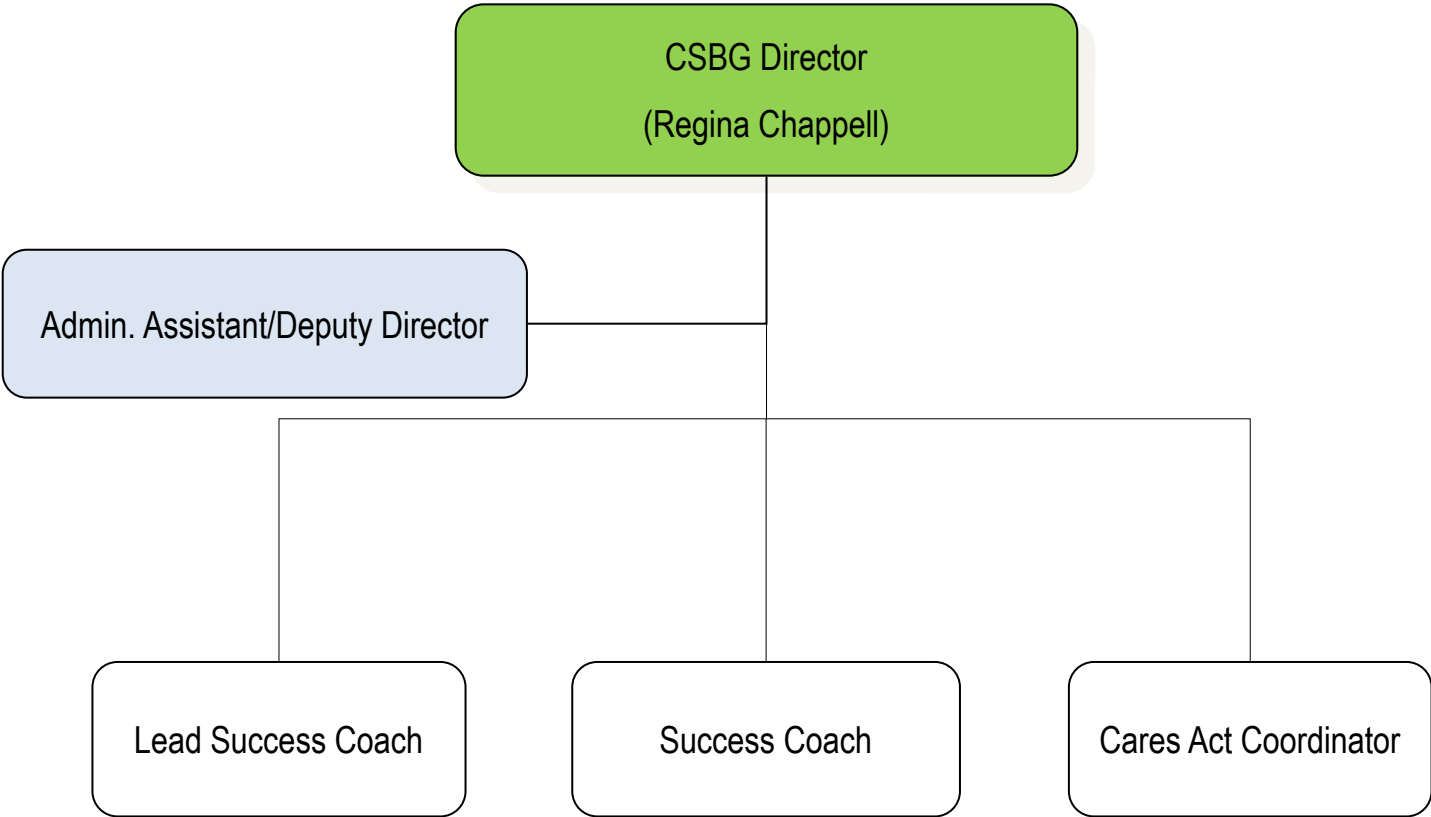 CSBG Director
(Regina Chappell)
Admin. Assistant/Deputy Director
Lead Success Coach
Success Coach
Cares Act Coordinator